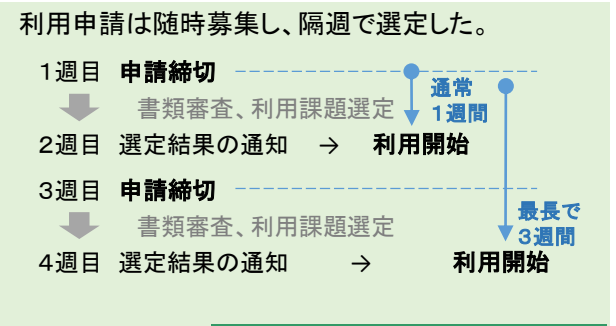 利用申請は随時募集し、隔週で選定した。
1週目 申請締切
通常
1週間
書類審査、利用課題選定
2週目 選定結果の通知 → 利用開始
3週目 申請締切
書類審査、利用課題選定
最長で
3週間
4週目 選定結果の通知 → 利用開始